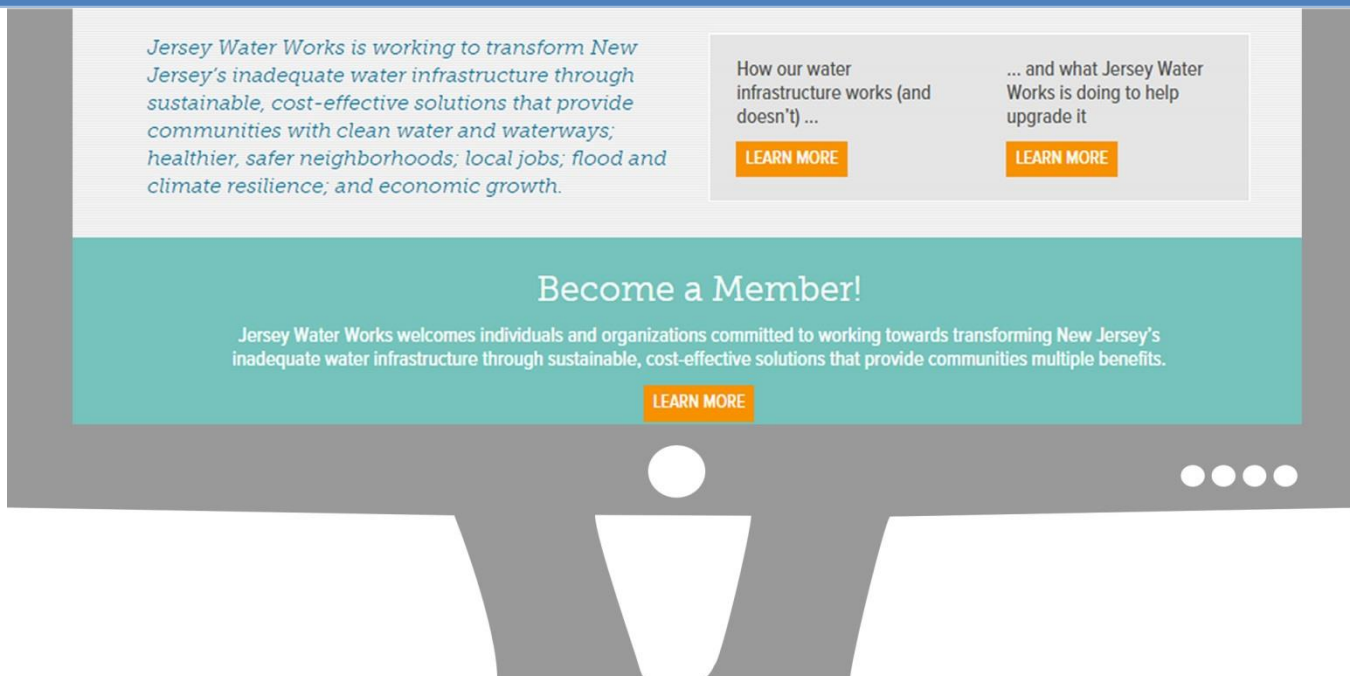 Jersey Water Works is working to transform New
Jersey’s inadequate water infrastructure through
sustainable, cost-effective solutions that provide
communities with clean water and waterways;
healthier, safer neighborhoods; local jobs; flood and
climate resilience; and economic growth.
How our water
infrastructure works (and
doesn’t) ...
LEARN MORE
... and what Jersey Water
Works is doing to help
upgrade it
LEARN MORE
Become a Member!
Jersey Water Works welcomes individuals and organizations committed to working towards transforming New Jersey’s
inadequate water infrastructure through sustainable, cost-effective solutions that provide communities multiple benefits.
LEARN MORE